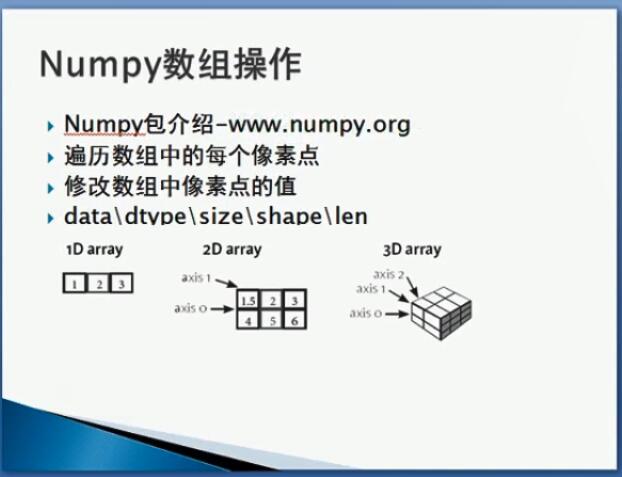 Numpy数组操作
Numpy包介绍-www.numpy.org
遍历数组中的每个像素点
修改数组中像素点的值
data\dtype\size\shape\len
1D array 2D array 3D array
1 2 3
axis 1
axis 0
1.5 2 3
4 5 6
axis 2
axis 1
axis 0